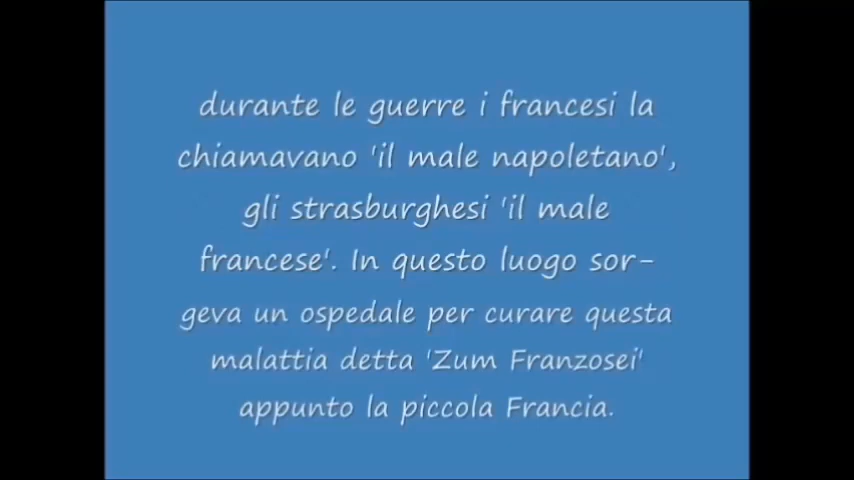 durante le guerre i francesi la
chiamavano 'il male napoletano',
gli strasburghesi 'il male
francese'. In questo luogo sor-
geva un ospedale per curare questa
malattia detta 'Zum Franzosei'
appunto la piccola Francia.